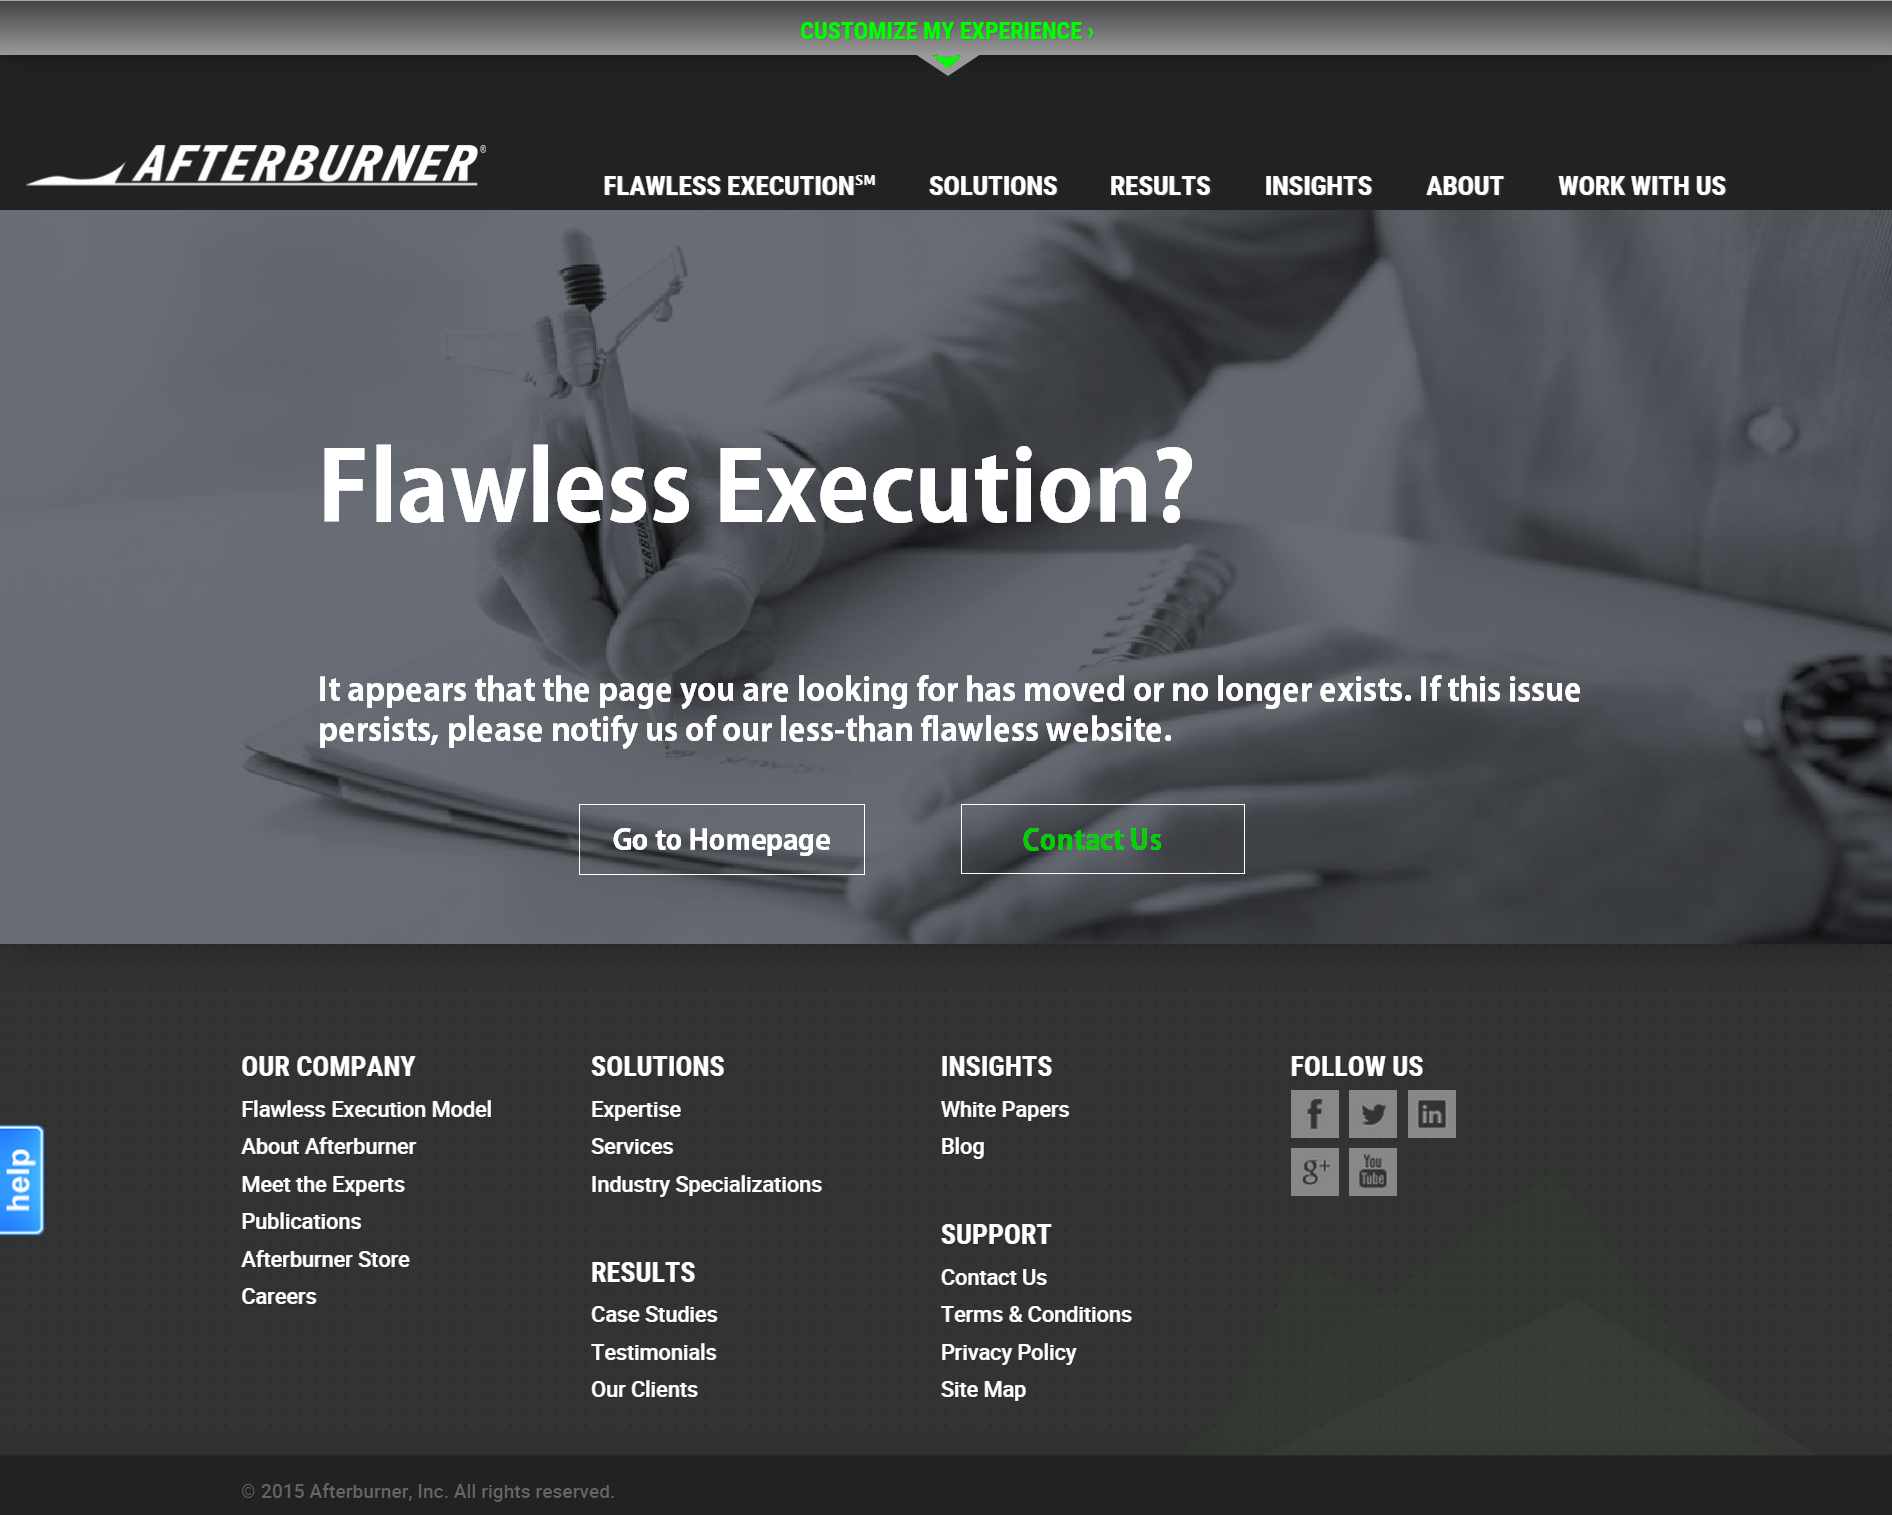 CUSTOMIZE MY EXPERIENCE ›
AFTERBURNER®
FLAWLESS EXECUTION℠ SOLUTIONS RESULTS INSIGHTS ABOUT WORK WITH US
Flawless Execution?
It appears that the page you are looking for has moved or no longer exists. If this issue
persists, please notify us of our less-than flawless website.
Go to Homepage
Contact Us
OUR COMPANY
Flawless Execution Model
About Afterburner
Meet the Experts
Publications
Afterburner Store
Careers
SOLUTIONS
Expertise
Services
Industry Specializations
RESULTS
Case Studies
Testimonials
Our Clients
INSIGHTS
White Papers
Blog
SUPPORT
Contact Us
Terms & Conditions
Privacy Policy
Site Map
FOLLOW US
f
in
g+
You
Tube
help
© 2015 Afterburner, Inc. All rights reserved.